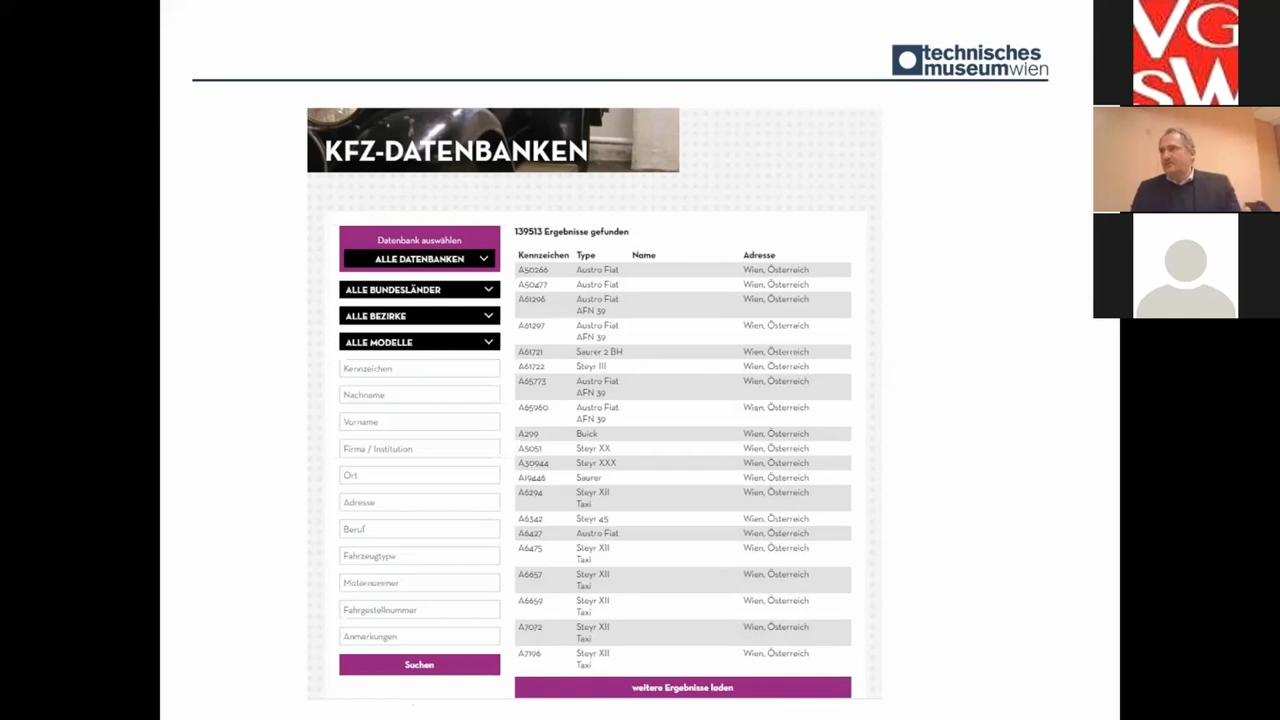 technisches
museumwien
VG
SW
KFZ-DATENBANKEN
Datenbank auswählen
ALLE DATENBANKEN
ALLE BUNDESLÄNDER
ALLE BEZIRKE
ALLE MODELLE
Kennzeichen
Nachname
Vorname
Firma / Institution
Ort
Adresse
Beruf
Fahrzeugtype
Motornummer
Fahrgestellnummer
Anmerkungen
Suchen
139513 Ergebnisse gefunden
Kennzeichen Type Name Adresse
A50266 Austro Fiat Wien, Österreich
A50477 Austro Fiat Wien, Österreich
A61296 Austro Fiat Wien, Österreich
AFN 39
A61297 Austro Fiat Wien, Österreich
AFN 39
A61721 Saurer 2 BH Wien, Österreich
A61722 Steyr III Wien, Österreich
A65773 Austro Fiat Wien, Österreich
AFN 39
A65960 Austro Fiat Wien, Österreich
AFN 39
A299 Buick Wien, Österreich
A5051 Steyr XX Wien, Österreich
A30944 Steyr XXX Wien, Österreich
A19446 Saurer Wien, Österreich
A6294 Steyr XII Wien, Österreich
Taxi
A6342 Steyr 45 Wien, Österreich
A6427 Austro Fiat Wien, Österreich
A6475 Steyr XII Wien, Österreich
Taxi
A6657 Steyr XII Wien, Österreich
Taxi
A6659 Steyr XII Wien, Österreich
Taxi
A7072 Steyr XII Wien, Österreich
Taxi
A7196 Steyr XII Wien, Österreich
Taxi
weitere Ergebnisse laden